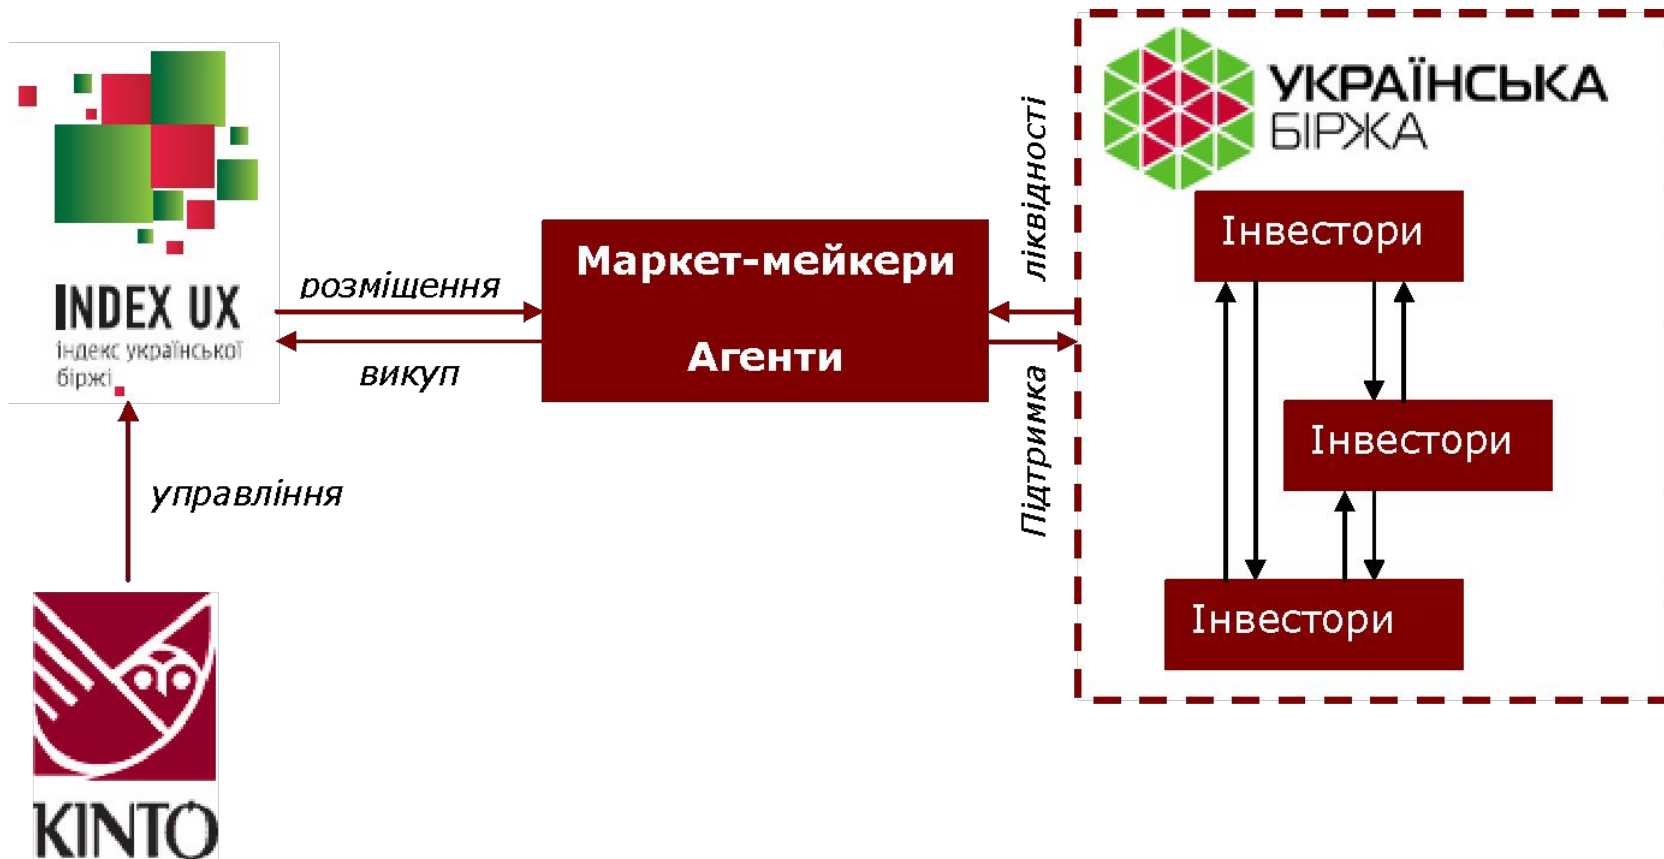 УКРАЇНСЬКА
БІРЖА
INDEX UX
індекс української
біржі
розміщення
викуп
Маркет-мейкери
Агенти
Підтримка ліквідності
Інвестори
Інвестори
Інвестори
управління
KINTO